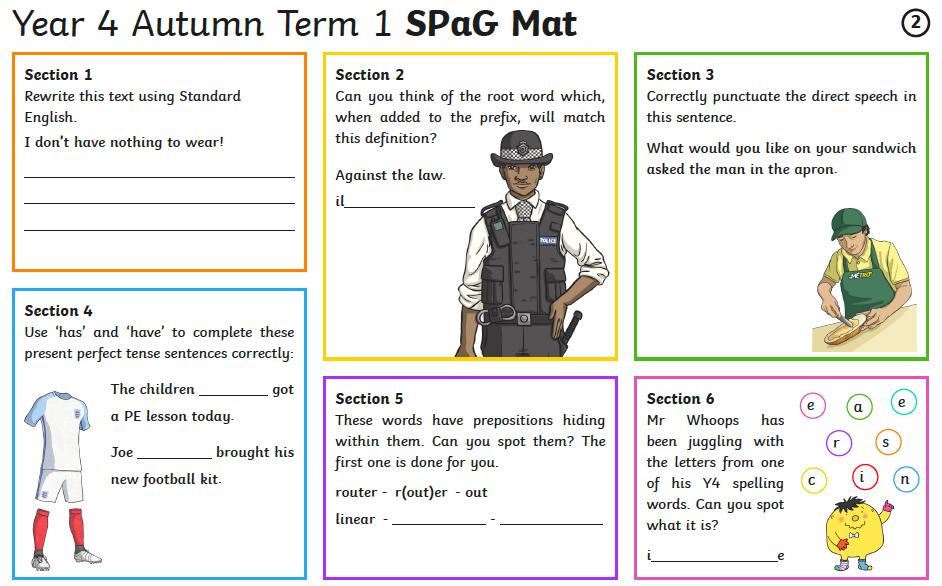 Year 4 Autumn Term 1 SPaG Mat
2
Section 1
Rewrite this text using Standard
English.
I don't have nothing to wear!
Section 2
Can you think of the root word which,
when added to the prefix, will match
this definition?
Against the law.
il_______________
POLICE
Section 3
Correctly punctuate the direct speech in
this sentence.
What would you like on your sandwich
asked the man in the apron.
Section 4
Use ‘has’ and ‘have’ to complete these
present perfect tense sentences correctly:
The children ________ got
a PE lesson today.
Joe ________ brought his
new football kit.
Section 5
These words have prepositions hiding
within them. Can you spot them? The
first one is done for you.
router - r(out)er - out
linear - ___________ - ____________
Section 6
Mr Whoops has
been juggling with
the letters from one
of his Y4 spelling
words. Can you spot
what it is?
i_______________e
e a e
r s
c i n